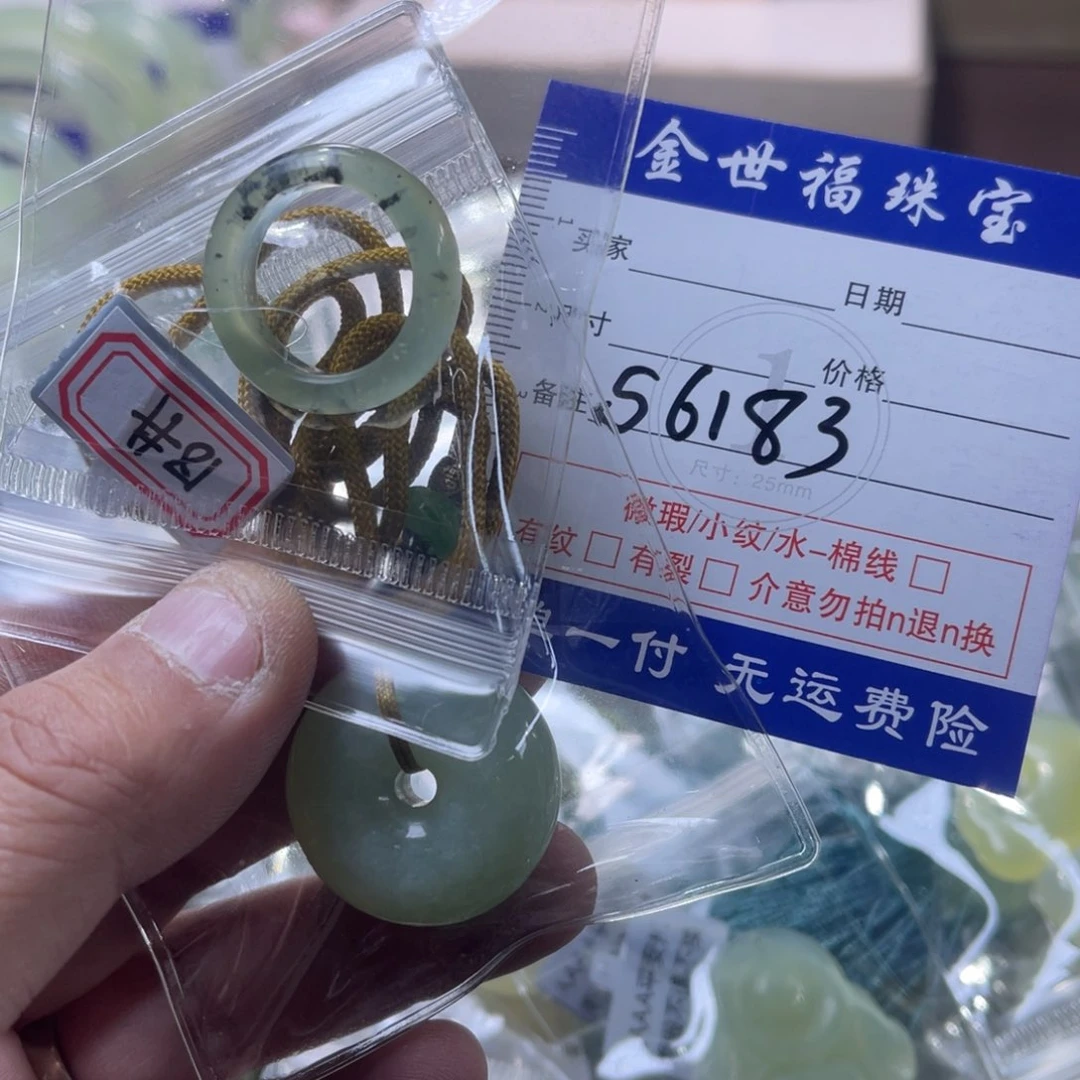 金世福珠宝
买家
日期
寸
价格
备注
S6183
1
尺寸：25mm
微瑕/小纹/水-棉线 □
有纹 □ 有裂 □ 介意勿拍n退n换
一付 无运费险
18#